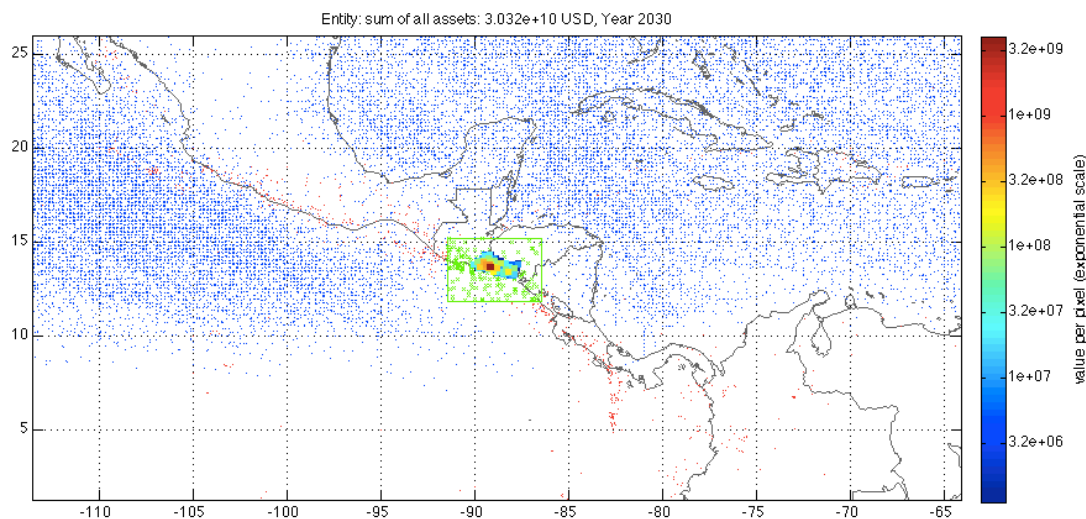 Entity: sum of all assets: 3.032e+10 USD, Year 2030
25
20
15
10
5
-110
-105
-100
-95
-90
-85
-80
-75
-70
-65
3.2e+09
1e+09
3.2e+08
1e+08
3.2e+07
1e+07
3.2e+06
value per pixel (exponential scale)